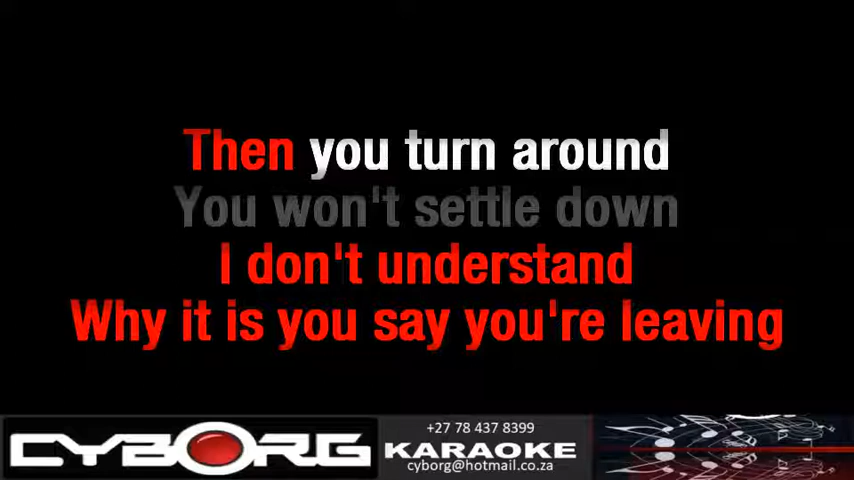 Then you turn around
You won't settle down
I don't understand
Why it is you say you're leaving
CYBORG
+27 78 437 8399
KARAOKE
cyborg@hotmail.co.za